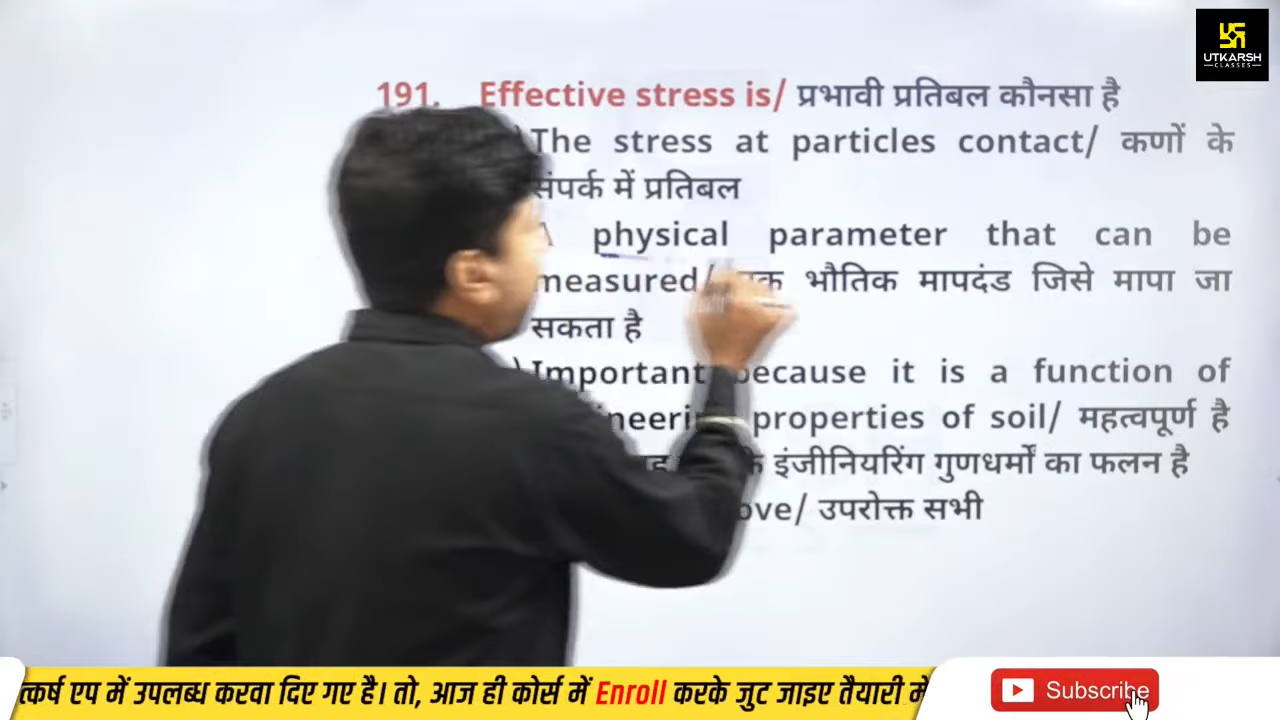 UTKARSH
CLASSES
191. Effective stress is/ प्रभावी प्रतिबल कौनसा है
The stress at particles contact/ कणों के
संपर्क में प्रतिबल
physical parameter that can be
measured/ भौतिक मापदंड जिसे मापा जा
सकता है
Important because it is a function of
properties of soil/ महत्वपूर्ण है
इंजीनियरिंग गुणधर्मों का फलन है
उपरोक्त सभी
एप में उपलब्ध करवा दिए गए है। तो, आज ही कोर्स में Enroll करके जुट जाइए तैयारी में
Subscribe